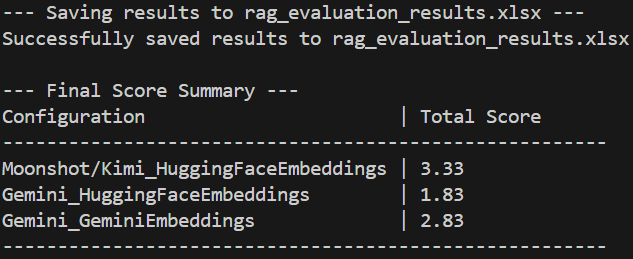 --- Saving results to rag_evaluation_results.xlsx ---
Successfully saved results to rag_evaluation_results.xlsx
--- Final Score Summary ---
Configuration | Total Score
-------------------------------------------------------
Moonshot/Kimi_HuggingFaceEmbeddings | 3.33
Gemini_HuggingFaceEmbeddings | 1.83
Gemini_GeminiEmbeddings | 2.83
-------------------------------------------------------